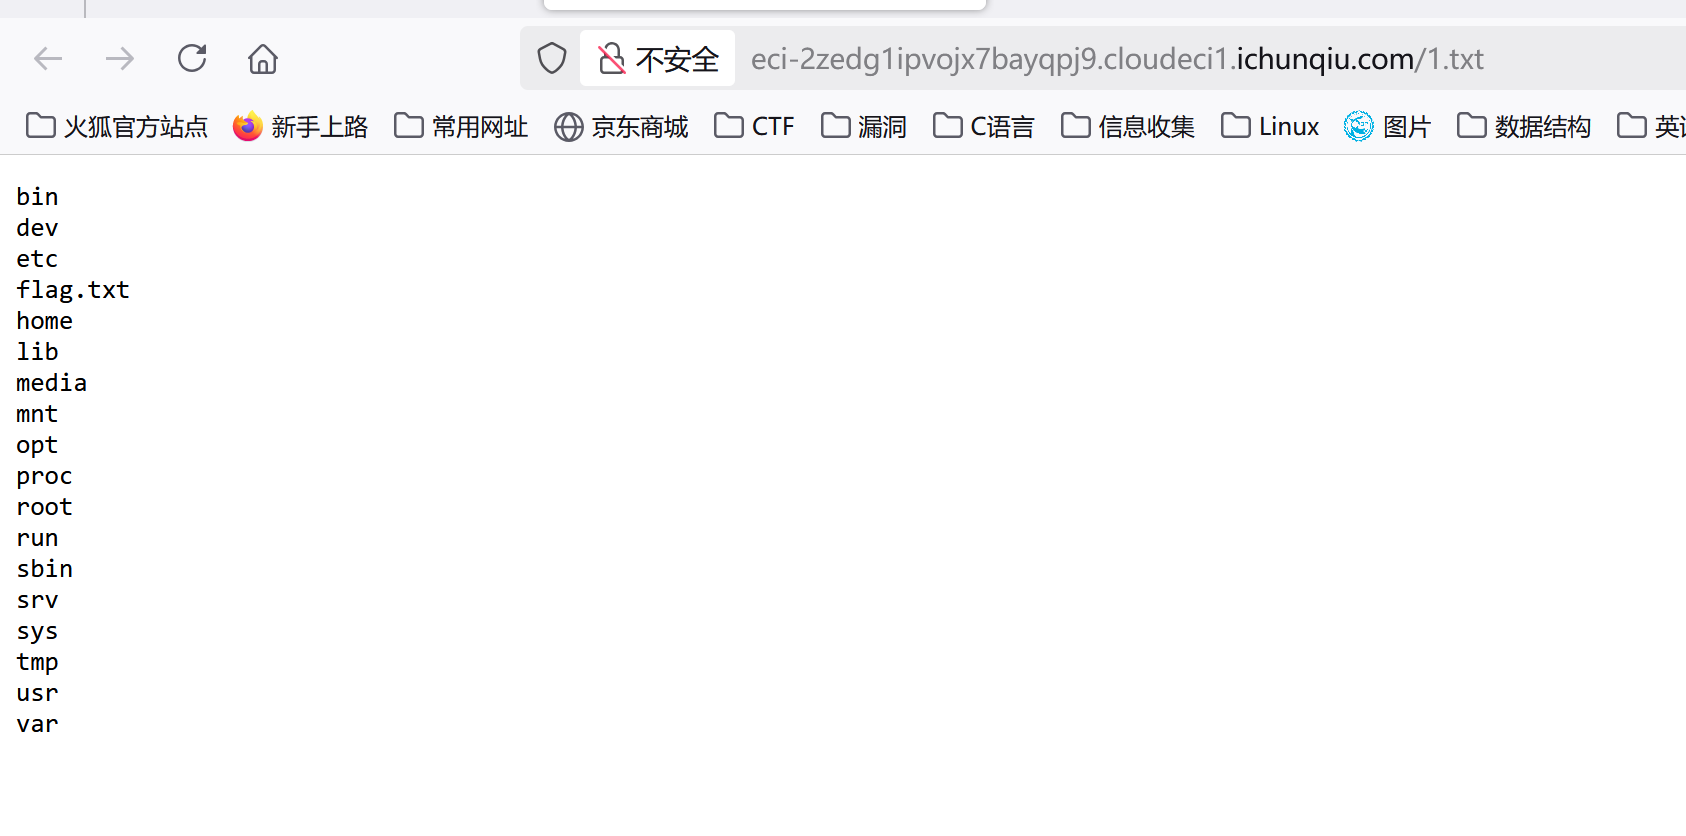 不安全 eci-2zedg1ipvojx7bayqpj9.cloudeci1.ichunqiu.com/1.txt
火狐官方站点 新手上路 常用网址 京东商城 CTF 漏洞 C语言 信息收集 Linux 图片 数据结构 英
bin
dev
etc
flag.txt
home
lib
media
mnt
opt
proc
root
run
sbin
srv
sys
tmp
usr
var